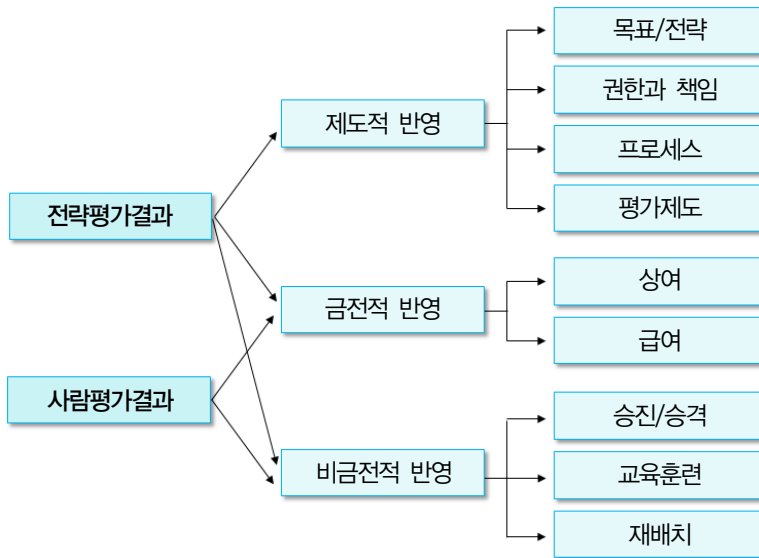 전략평가결과
사람평가결과
제도적 반영
금전적 반영
비금전적 반영
목표/전략
권한과 책임
프로세스
평가제도
상여
급여
승진/승격
교육훈련
재배치